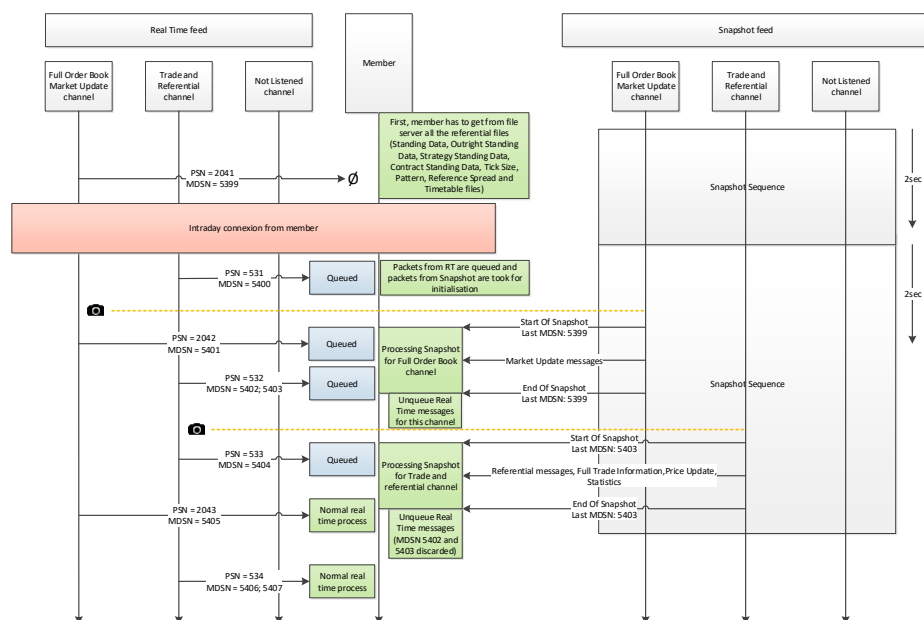 Real Time feed
Snapshot feed
Member
Full Order Book
Market Update
channel
Trade and
Referential
channel
Not Listened
channel
Full Order Book
Market Update
channel
Trade and
Referential
channel
Not Listened
channel
First, member has to get from file
server all the referential files
(Standing Data, Outright Standing
Data, Strategy Standing Data,
Contract Standing Data, Tick Size,
Pattern, Reference Spread and
Timetable files)
PSN = 2041
MDSN = 5399
Ø
Snapshot Sequence
2sec
Intraday connexion from member
PSN = 531
MDSN = 5400
Queued
Packets from RT are queued and
packets from Snapshot are took for
initialisation
2sec
Start Of Snapshot
Last MDSN: 5399
PSN = 2042
MDSN = 5401
Queued
Processing Snapshot
for Full Order Book
channel
Market Update messages
PSN = 532
MDSN = 5402; 5403
Queued
End Of Snapshot
Last MDSN: 5399
Snapshot Sequence
Unqueue Real
Time messages
for this channel
Start Of Snapshot
Last MDSN: 5403
PSN = 533
MDSN = 5404
Queued
Processing Snapshot
for Trade and
referential channel
Referential messages, Full Trade Information,Price Update,
Statistics
End Of Snapshot
Last MDSN: 5403
PSN = 2043
MDSN = 5405
Normal real
time process
Unqueue Real
Time messages
(MDSN 5402 and
5403 discarded)
PSN = 534
MDSN = 5406; 5407
Normal real
time process